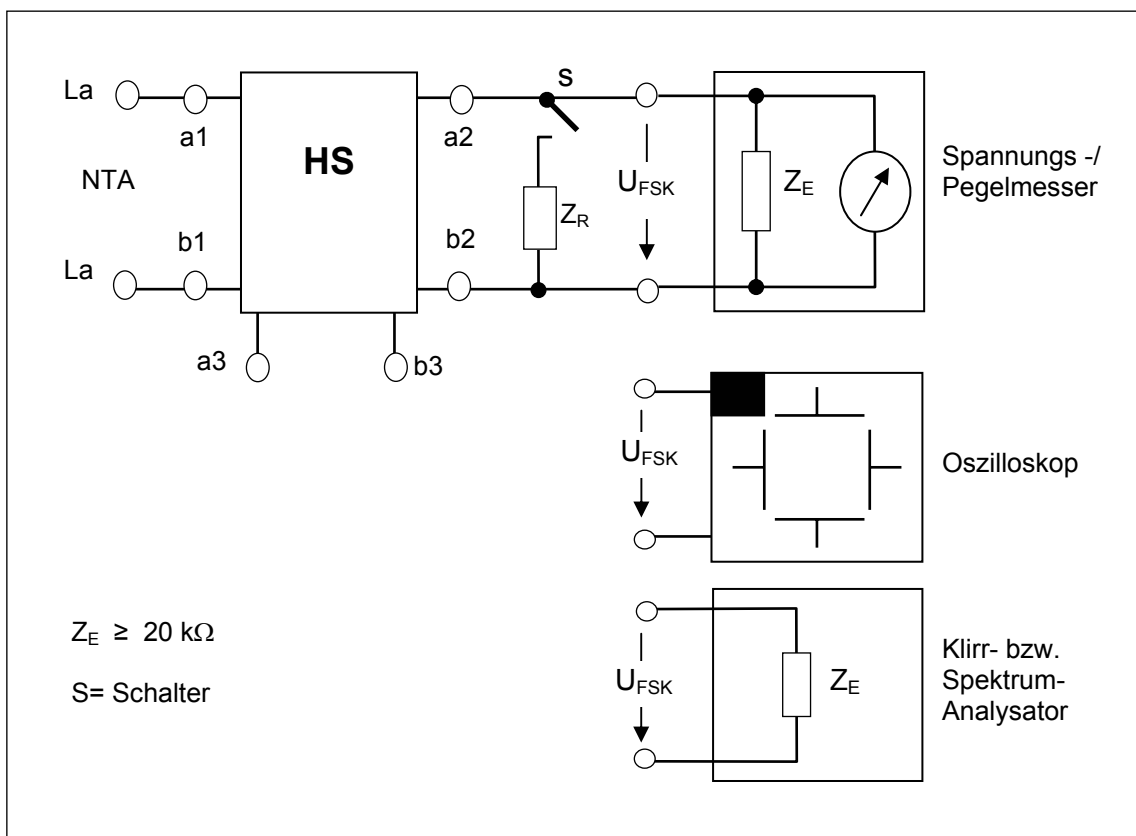 La
a1
HS
a2
S
NTA
U_FSK
Z_R
Z_E
Spannungs -/
Pegelmesser
La
b1
b2
a3
b3
U_FSK
Oszilloskop
Z_E ≥ 20 kΩ
S= Schalter
U_FSK
Z_E
Klirr- bzw.
Spektrum-
Analysator